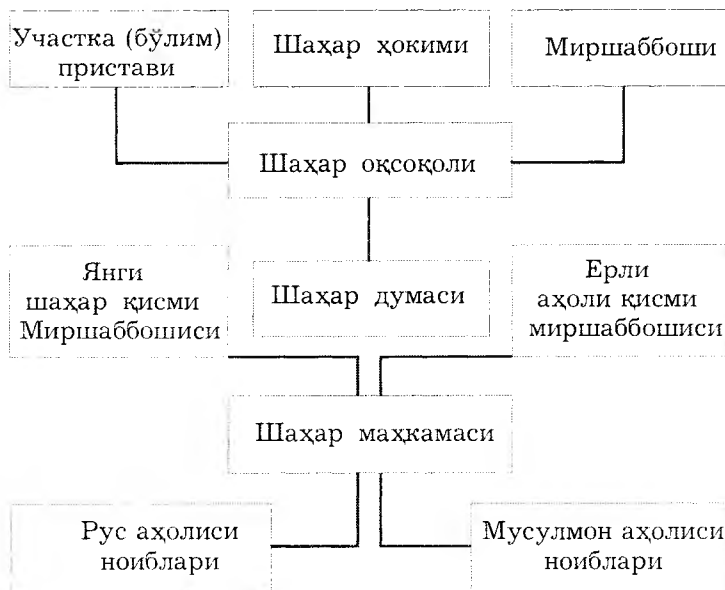 Участка (бўлим)
пристави
Шаҳар ҳокими
Миршаббоши
Шаҳар оқсоқоли
Янги
шаҳар қисми
Миршаббошиси
Шаҳар думаси
Ерли
аҳоли қисми
миршаббошиси
Шаҳар маҳкамаси
Рус аҳолиси
ноиблари
Мусулмон аҳолиси
ноиблари